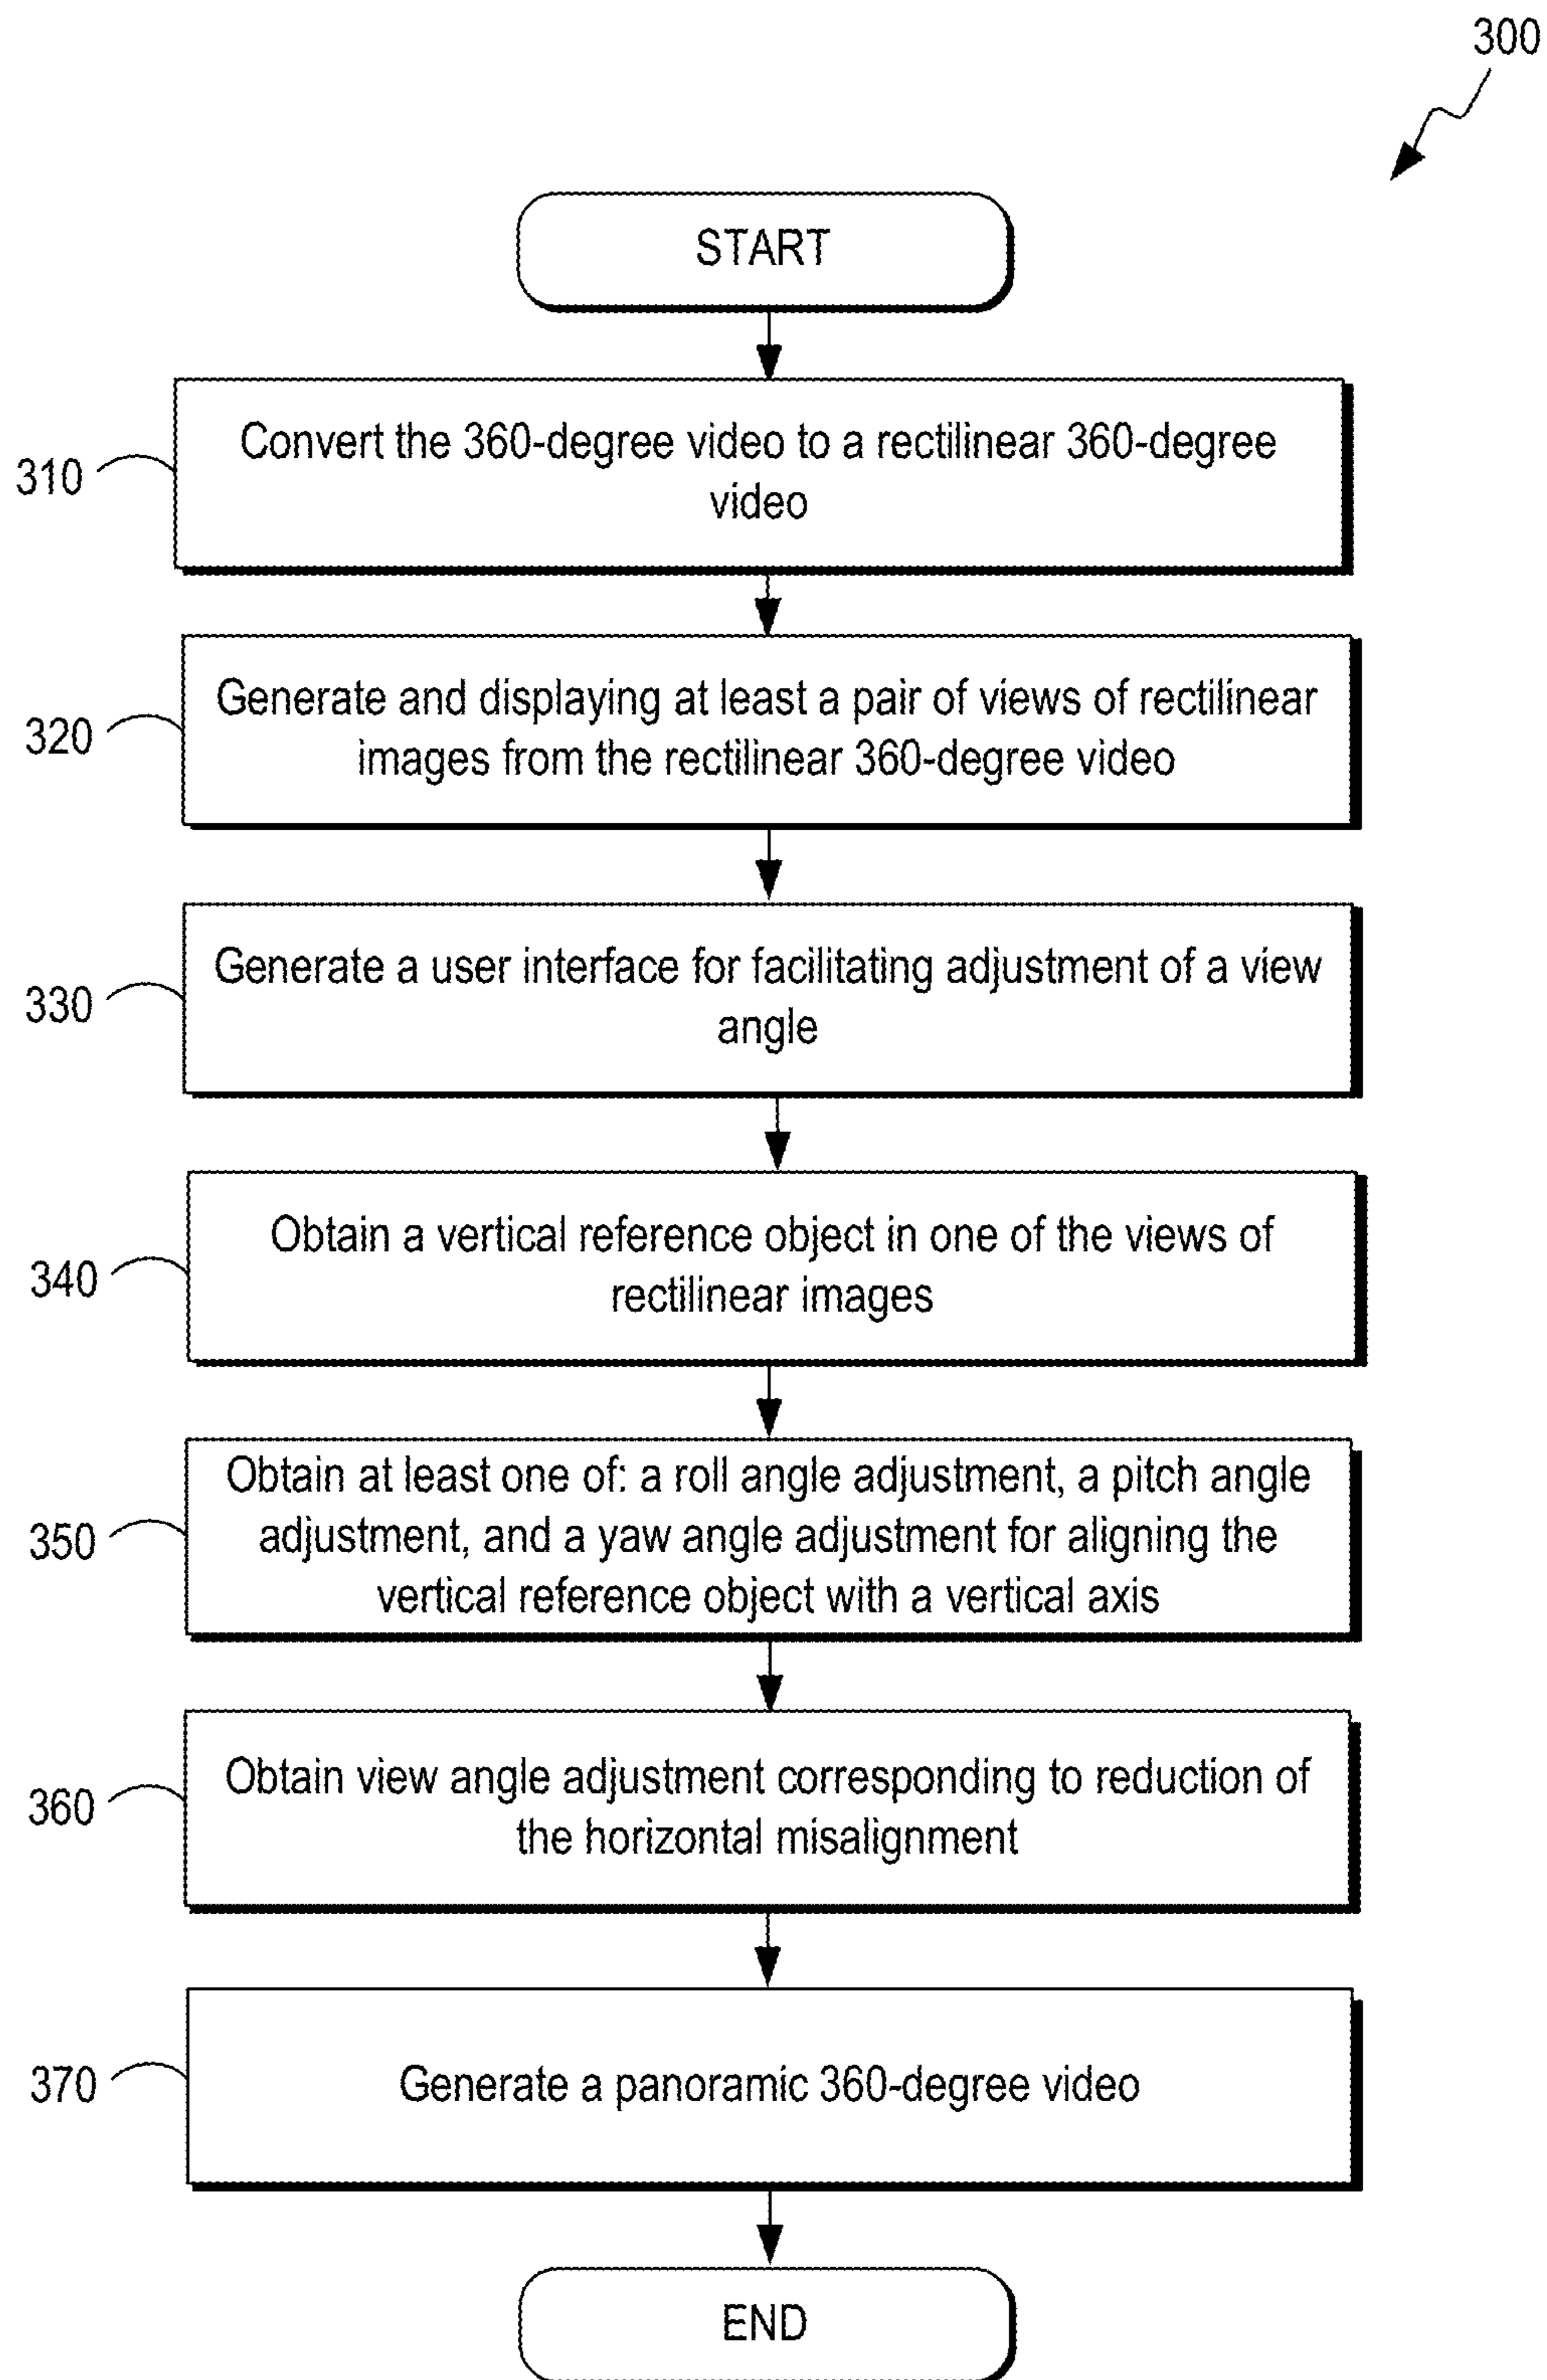 300
START
310
Convert the 360-degree video to a rectilinear 360-degree
video
320
Generate and displaying at least a pair of views of rectilinear
images from the rectilinear 360-degree video
330
Generate a user interface for facilitating adjustment of a view
angle
340
Obtain a vertical reference object in one of the views of
rectilinear images
350
Obtain at least one of: a roll angle adjustment, a pitch angle
adjustment, and a yaw angle adjustment for aligning the
vertical reference object with a vertical axis
360
Obtain view angle adjustment corresponding to reduction of
the horizontal misalignment
370
Generate a panoramic 360-degree video
END